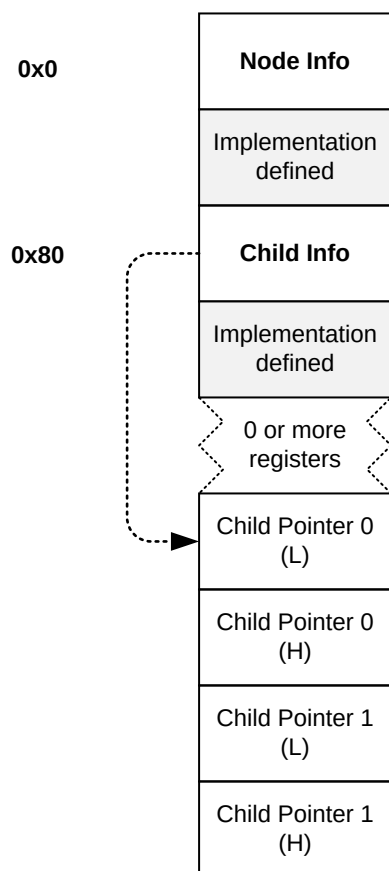 0x0
Node Info
Implementation
defined
0x80
Child Info
Implementation
defined
0 or more
registers
Child Pointer 0
(L)
Child Pointer 0
(H)
Child Pointer 1
(L)
Child Pointer 1
(H)